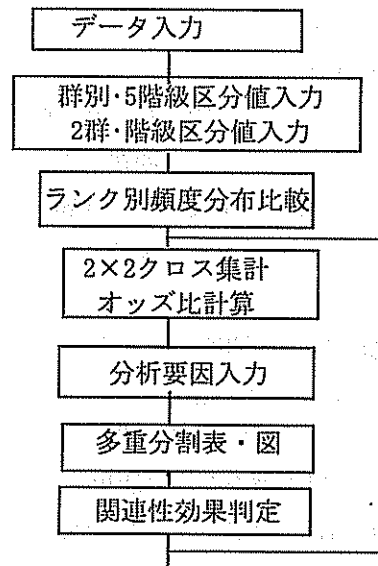 データ入力
群別・5階級区分値入力
2群・階級区分値入力
ランク別頻度分布比較
2×2クロス集計
オッズ比計算
分析要因入力
多重分割表・図
関連性効果判定